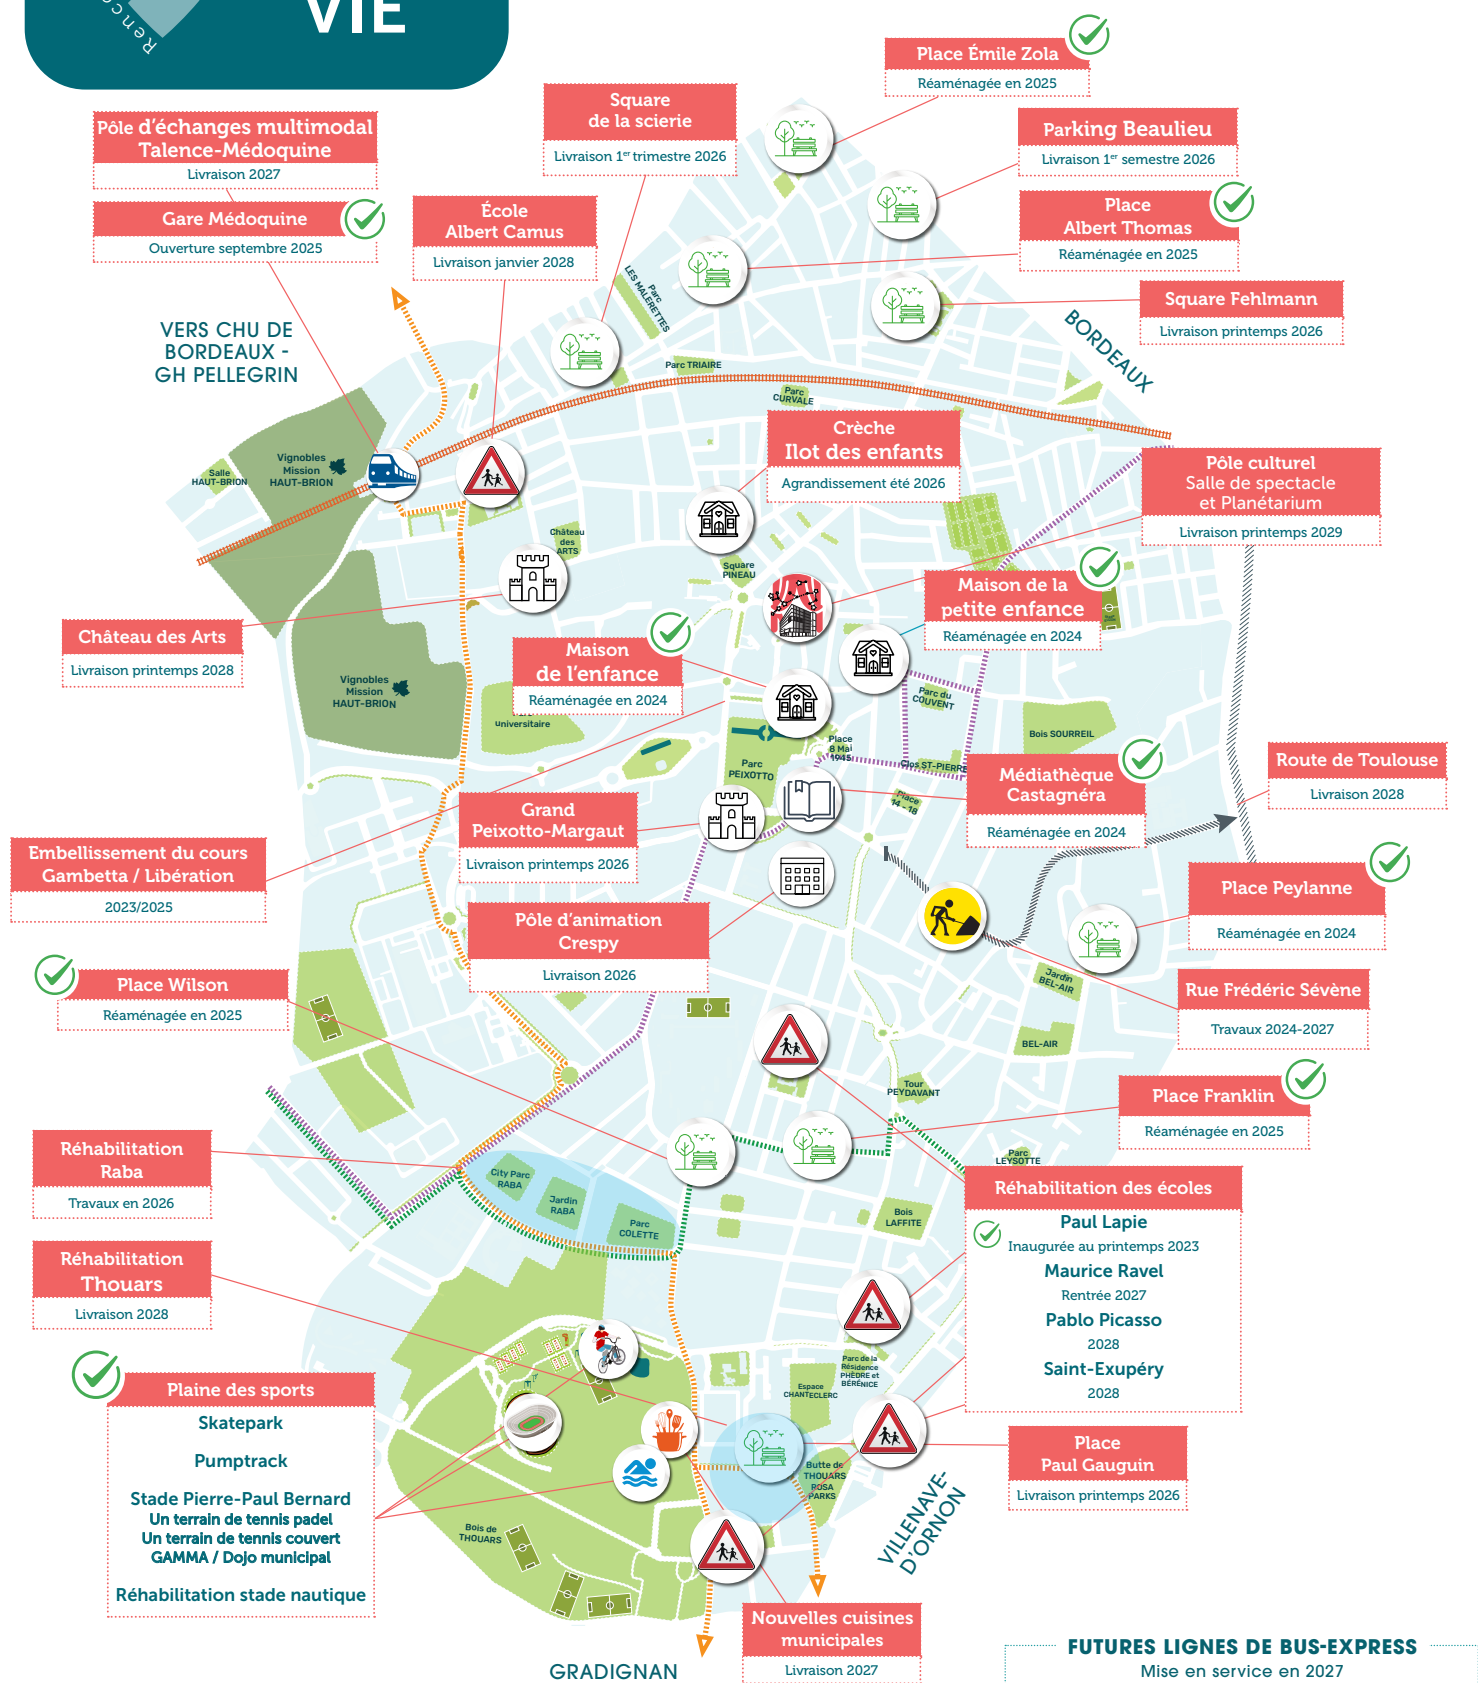 Renco
VIE
Place Émile Zola
Réaménagée en 2025
Square
de la scierie
Livraison 1er trimestre 2026
Pôle d'échanges multimodal
Talence-Médoquine
Livraison 2027
Gare Médoquine
Ouverture septembre 2025
École
Albert Camus
Livraison janvier 2028
Parking Beaulieu
Livraison 1er semestre 2026
Place
Albert Thomas
Réaménagée en 2025
Square Fehlmann
Livraison printemps 2026
VERS CHU DE
BORDEAUX -
GH PELLEGRIN
Parc
LES MALERETTES
BORDEAUX
Parc TRIAIRE
Parc
CURVALE
Crèche
Ilot des enfants
Agrandissement été 2026
Salle
HAUT-BRION
Vignobles
Mission
HAUT-BRION
Pôle culturel
Salle de spectacle
et Planétarium
Livraison printemps 2029
Château
des
ARTS
Square
PINEAU
Maison de la
petite enfance
Réaménagée en 2024
Château des Arts
Livraison printemps 2028
Maison
de l'enfance
Réaménagée en 2024
Vignobles
Mission
HAUT-BRION
universitaire
Parc du
COUVENT
Bois SOURREIL
Place
8 Mai
1945
Parc
PEIXOTTO
Clos ST-PIERRE
Place
14 - 18
Médiathèque
Castagnéra
Réaménagée en 2024
Route de Toulouse
Livraison 2028
Grand
Peixotto-Margaut
Livraison printemps 2026
Embellissement du cours
Gambetta / Libération
2023/2025
Place Peylanne
Réaménagée en 2024
Pôle d'animation
Crespy
Livraison 2026
Place Wilson
Réaménagée en 2025
Jardin
BEL-AIR
Rue Frédéric Sévène
Travaux 2024-2027
BEL-AIR
Tour
PEYDAVANT
Place Franklin
Réaménagée en 2025
Réhabilitation
Raba
Travaux en 2026
City Parc
RABA
Jardin
RABA
Parc
COLETTE
Parc
LEYSOTTE
Bois
LAFFITE
Réhabilitation des écoles
Paul Lapie
Inaugurée au printemps 2023
Maurice Ravel
Rentrée 2027
Pablo Picasso
2028
Saint-Exupéry
2028
Réhabilitation
Thouars
Livraison 2028
Parc de la
Résidence
PHÈDRE et
BÉRÉNICE
Espace
CHANTECLERC
Plaine des sports
Skatepark
Pumptrack
Stade Pierre-Paul Bernard
Un terrain de tennis padel
Un terrain de tennis couvert
GAMMA / Dojo municipal
Réhabilitation stade nautique
Place
Paul Gauguin
Livraison printemps 2026
Butte de
THOUARS
ROSA
PARKS
Bois de
THOUARS
VILLENAVE-
D'ORNON
Nouvelles cuisines
municipales
Livraison 2027
GRADIGNAN
FUTURES LIGNES DE BUS-EXPRESS
Mise en service en 2027